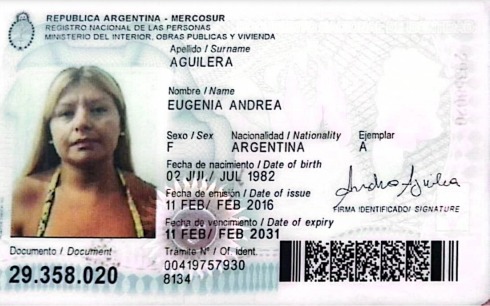 REPUBLICA ARGENTINA - MERCOSUR
REGISTRO NACIONAL DE LAS PERSONAS
MINISTERIO DEL INTERIOR, OBRAS PUBLICAS Y VIVIENDA
Apellido / Surname
AGUILERA
Nombre / Name
EUGENIA ANDREA
Sexo / Sex Nacionalidad / Nationality Ejemplar
F ARGENTINA A
Fecha de nacimiento / Date of birth
02 JUL/ JUL 1982
Fecha de emisión / Date of issue
11 FEB/ FEB 2016
FIRMA IDENTIFICADO/ SIGNATURE
Fecha de vencimiento / Date of expiry
11 FEB/ FEB 2031
Documento / Document
29.358.020
Trámite N° / Of. ident.
00419757930
8134